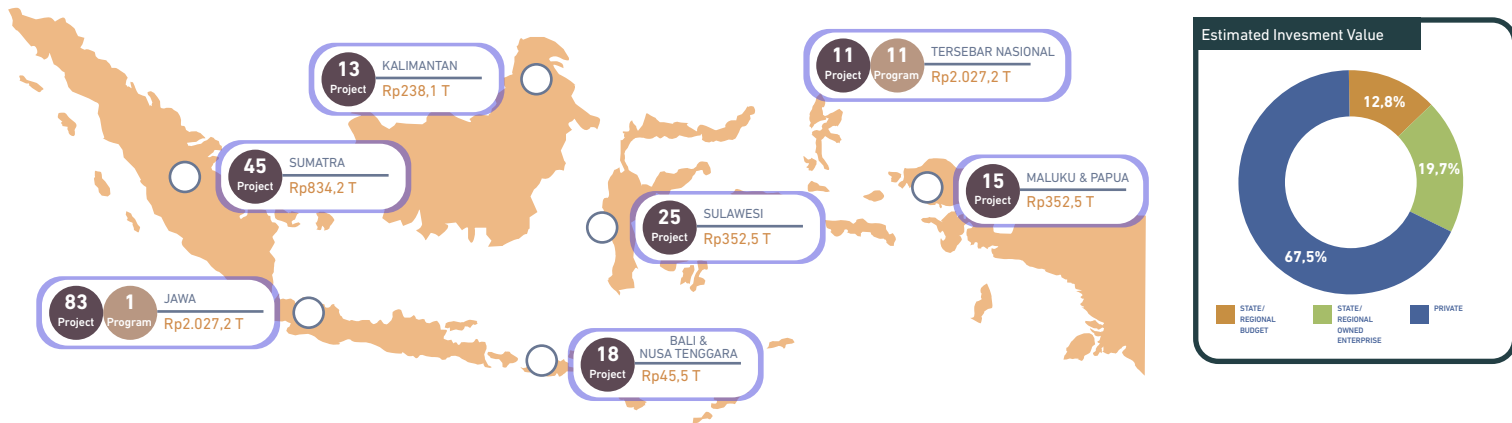 13
Project
KALIMANTAN
Rp238,1 T
11
Project
11
Program
TERSEBAR NASIONAL
Rp2.027,2 T
45
Project
SUMATRA
Rp834,2 T
15
Project
MALUKU & PAPUA
Rp352,5 T
25
Project
SULAWESI
Rp352,5 T
83
Project
1
Program
JAWA
Rp2.027,2 T
18
Project
BALI &
NUSA TENGGARA
Rp45,5 T
Estimated Invesment Value
12,8%
19,7%
67,5%
STATE/
REGIONAL
BUDGET
STATE/
REGIONAL
OWNED
ENTERPRISE
PRIVATE